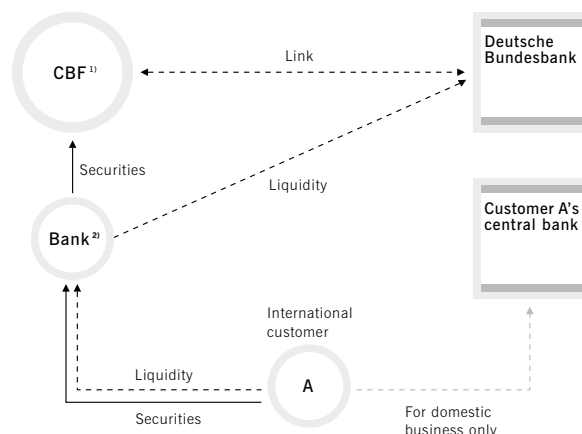 CBF 1)
Link
Deutsche
Bundesbank
Securities
Liquidity
Bank 2)
Customer A's
central bank
International
customer
Liquidity
A
Securities
For domestic
business only